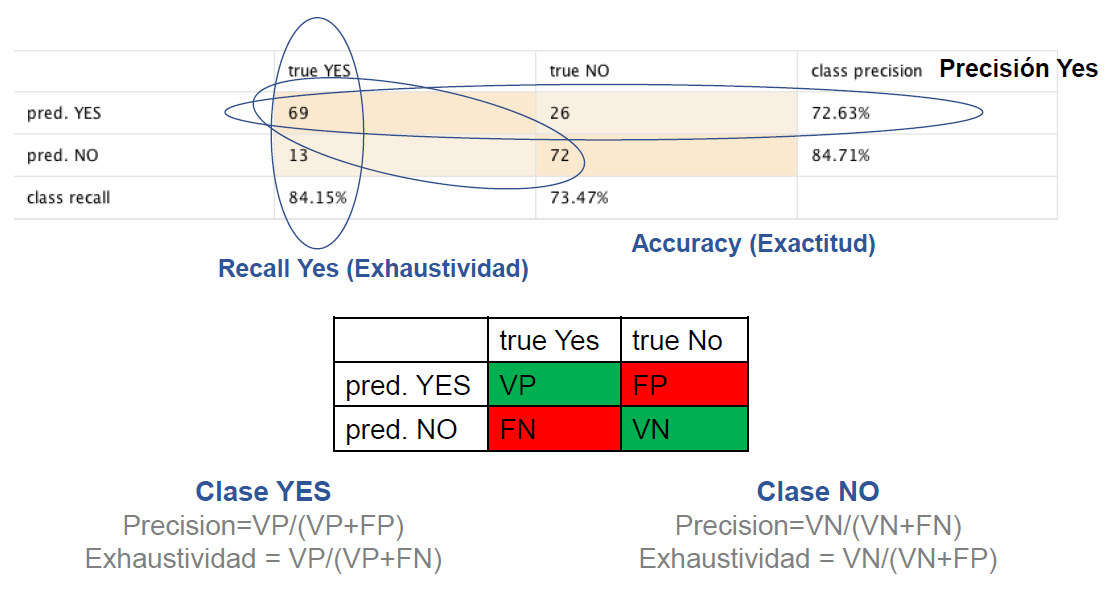 true YES true NO class precision Precisión Yes
pred. YES 69 26 72.63%
pred. NO 13 72 84.71%
class recall 84.15% 73.47%
Accuracy (Exactitud)
Recall Yes (Exhaustividad)
true Yes true No
pred. YES VP FP
pred. NO FN VN
Clase YES
Precision=VP/(VP+FP)
Exhaustividad = VP/(VP+FN)
Clase NO
Precision=VN/(VN+FN)
Exhaustividad = VN/(VN+FP)